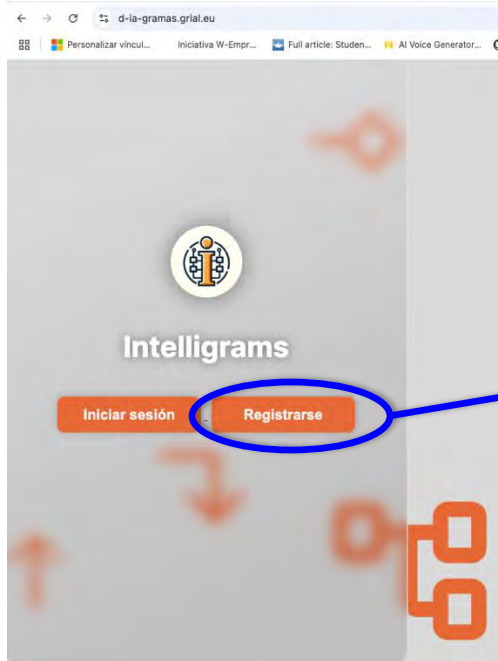 d-ia-gramas.grial.eu
Personalizar víncul... Iniciativa W-Empr... Full article: Studen... AI Voice Generator...
Intelligrams
Iniciar sesión Registrarse